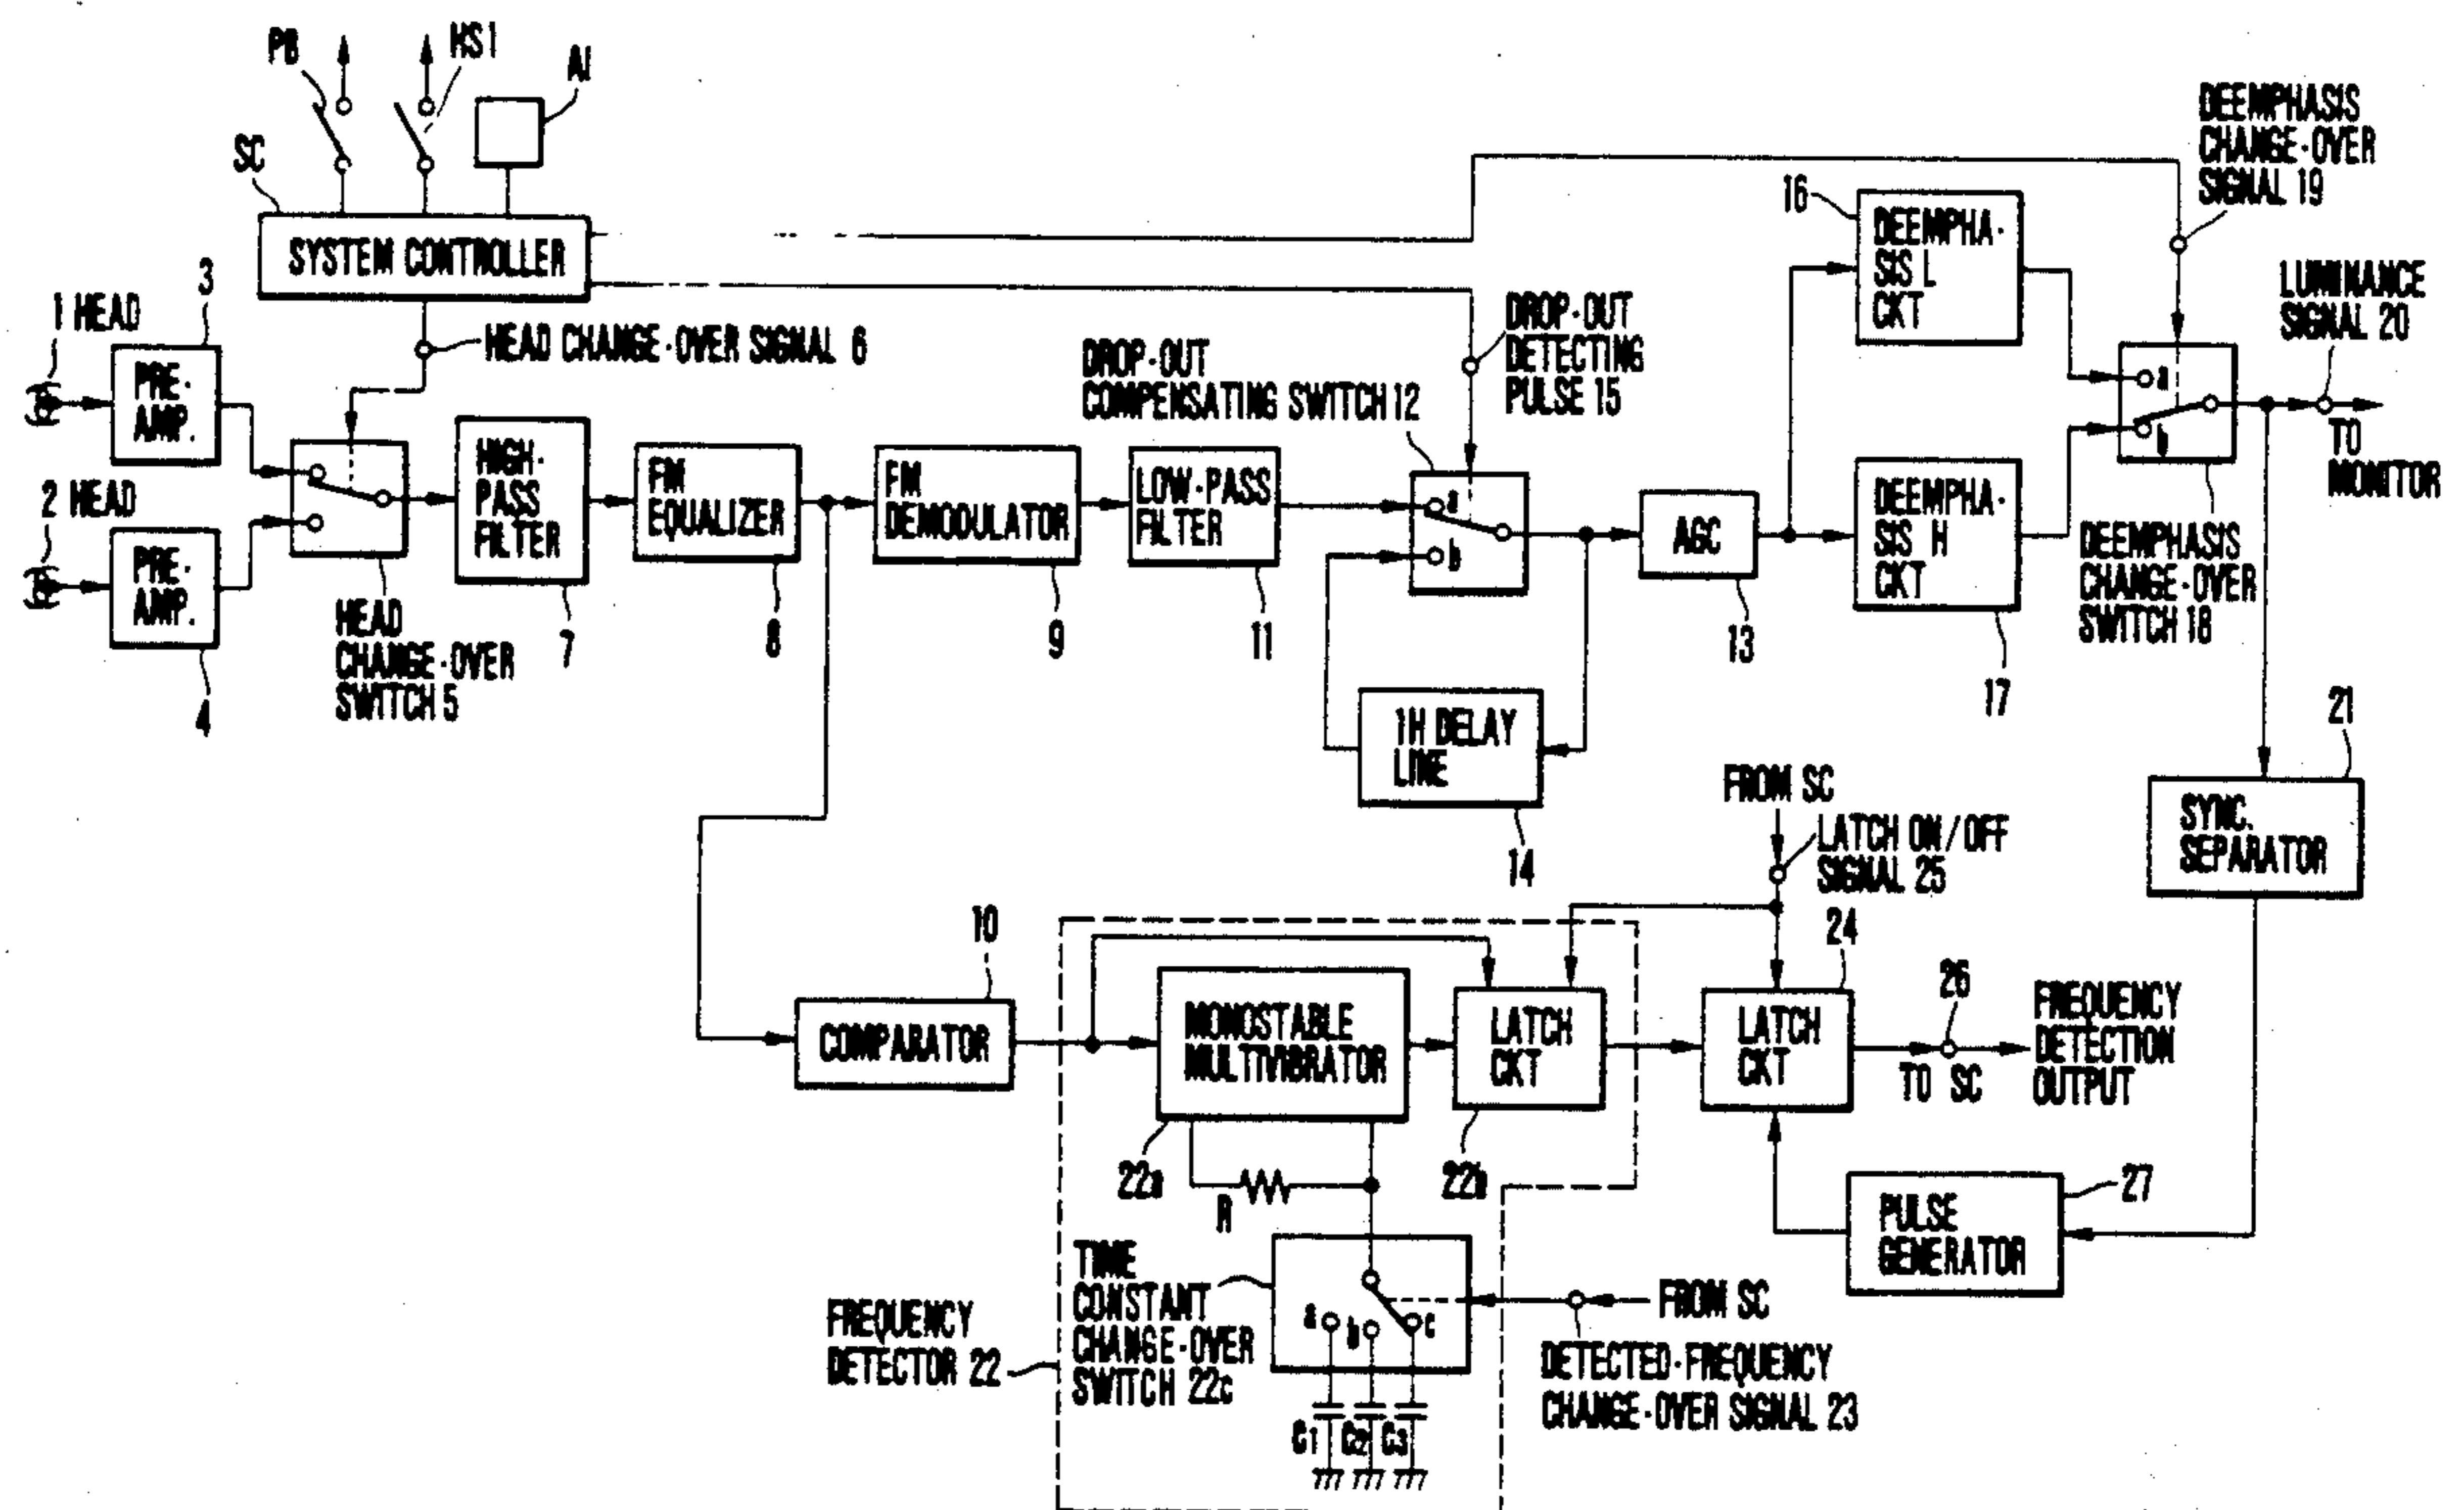 PB
HS1
A1
SC
SYSTEM CONTROLLER
DEEMPHASIS
CHANGE-OVER
SIGNAL 19
16
DEEMPHA-
SIS L
CKT
LUMINANCE
SIGNAL 20
1 HEAD
3
PRE-
AMP.
HEAD CHANGE-OVER SIGNAL 6
DROP-OUT
COMPENSATING SWITCH 12
DROP-OUT
DETECTING
PULSE 15
a
b
TO
MONITOR
2 HEAD
PRE-
AMP.
4
HEAD
CHANGE-OVER
SWITCH 5
HIGH-
PASS
FILTER
7
FM
EQUALIZER
8
FM
DEMODULATOR
9
LOW-PASS
FILTER
11
a
b
AGC
13
DEEMPHA-
SIS H
CKT
17
DEEMPHASIS
CHANGE-OVER
SWITCH 18
1H DELAY
LINE
14
21
SYNC.
SEPARATOR
FROM SC
LATCH ON/OFF
SIGNAL 25
10
COMPARATOR
MONOSTABLE
MULTIVIBRATOR
22a
LATCH
CKT
22b
24
LATCH
CKT
26
TO SC
FREQUENCY
DETECTION
OUTPUT
R
27
PULSE
GENERATOR
TIME
CONSTANT
CHANGE-OVER
SWITCH 22c
a
b
c
FROM SC
FREQUENCY
DETECTOR 22
DETECTED-FREQUENCY
CHANGE-OVER SIGNAL 23
C1 C2 C3